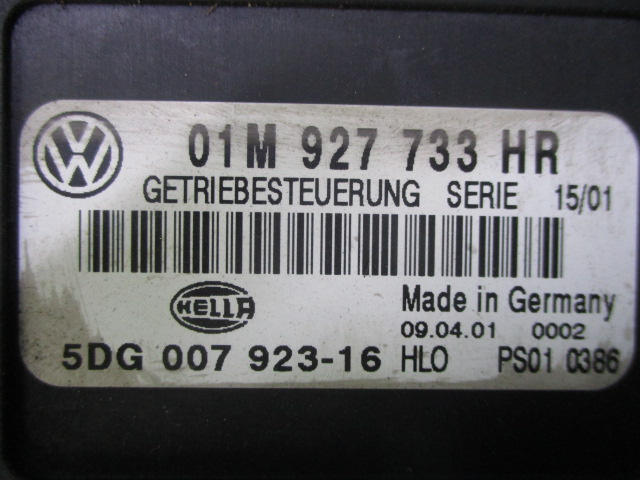 01M 927 733 HR
GETRIEBESTEUERUNG SERIE 15/01
HELLA
Made in Germany
09.04.01 0002
5DG 007 923-16 HLO PS01 0386